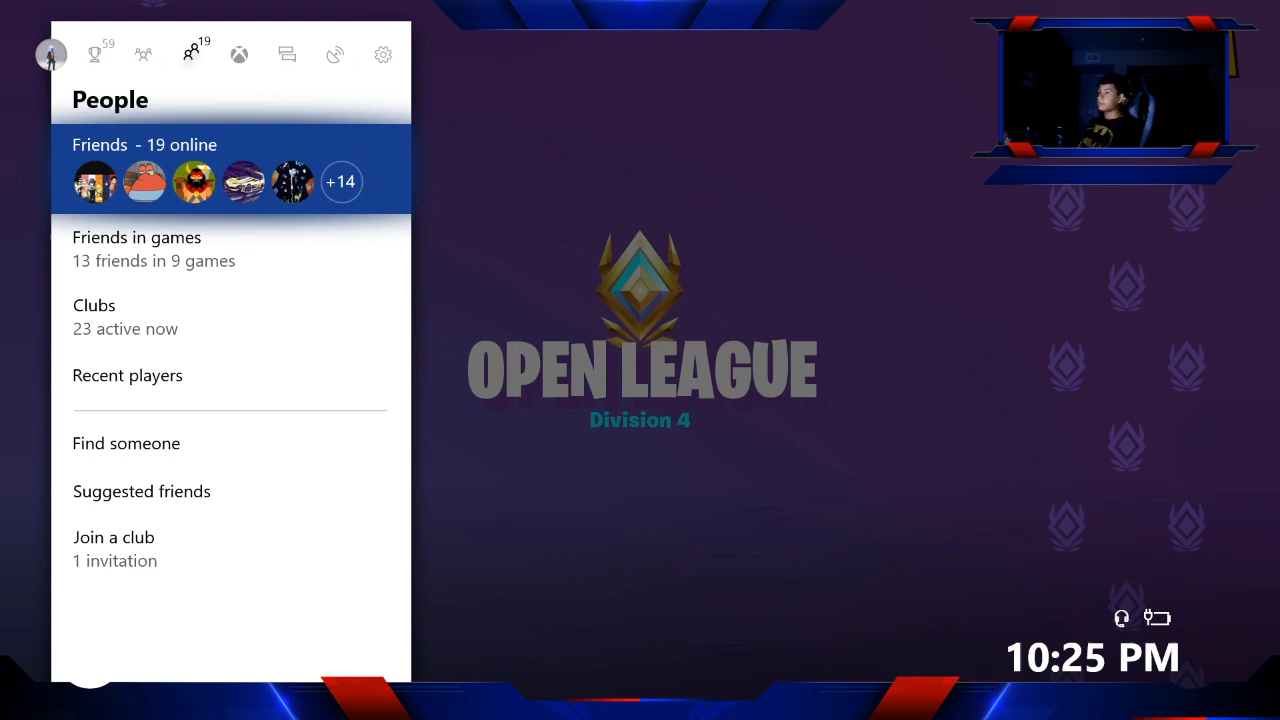 59
19
People
Friends - 19 online
+14
Friends in games
13 friends in 9 games
Clubs
23 active now
Recent players
Find someone
Suggested friends
Join a club
1 invitation
OPEN LEAGUE
Division 4
10:25 PM